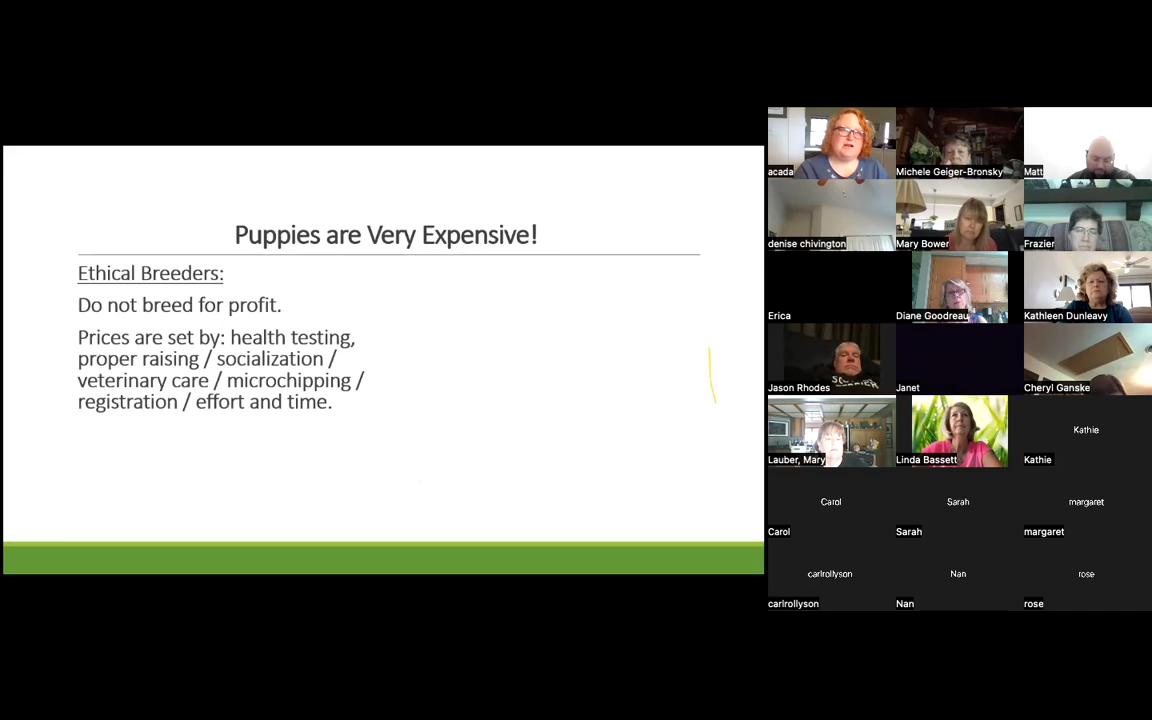 Puppies are Very Expensive!
Ethical Breeders:
Do not breed for profit.
Prices are set by: health testing,
proper raising / socialization /
veterinary care / microchipping /
registration / effort and time.
acada
Michele Geiger-Bronsky
Matt
denise chivington
Mary Bower
Frazier
Erica
Diane Goodreau
Kathleen Dunleavy
Jason Rhodes
Janet
Cheryl Ganske
Lauber, Mary
Linda Bassett
Kathie
Kathie
Carol
Carol
Sarah
Sarah
margaret
margaret
carlrollyson
carlrollyson
Nan
Nan
rose
rose